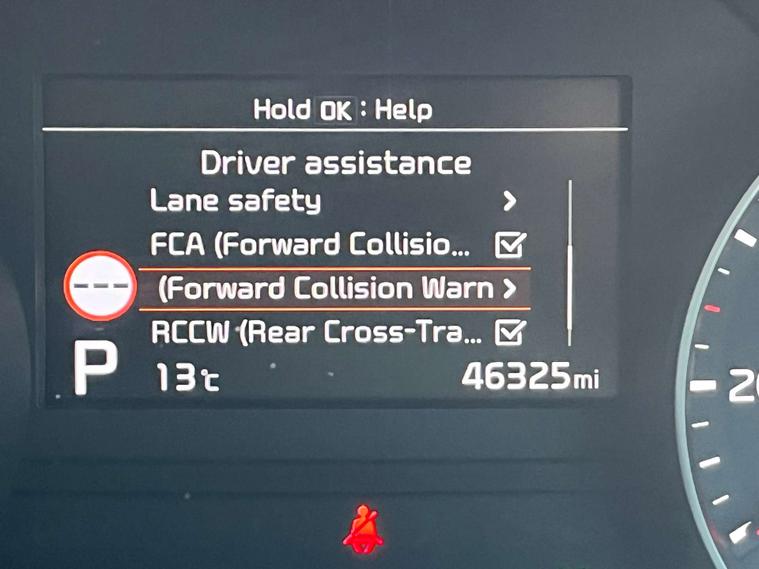 Hold OK : Help
Driver assistance
Lane safety
FCA (Forward Collisio...
(Forward Collision Warn
RCCW (Rear Cross-Tra...
---
P 13℃ 46325mi